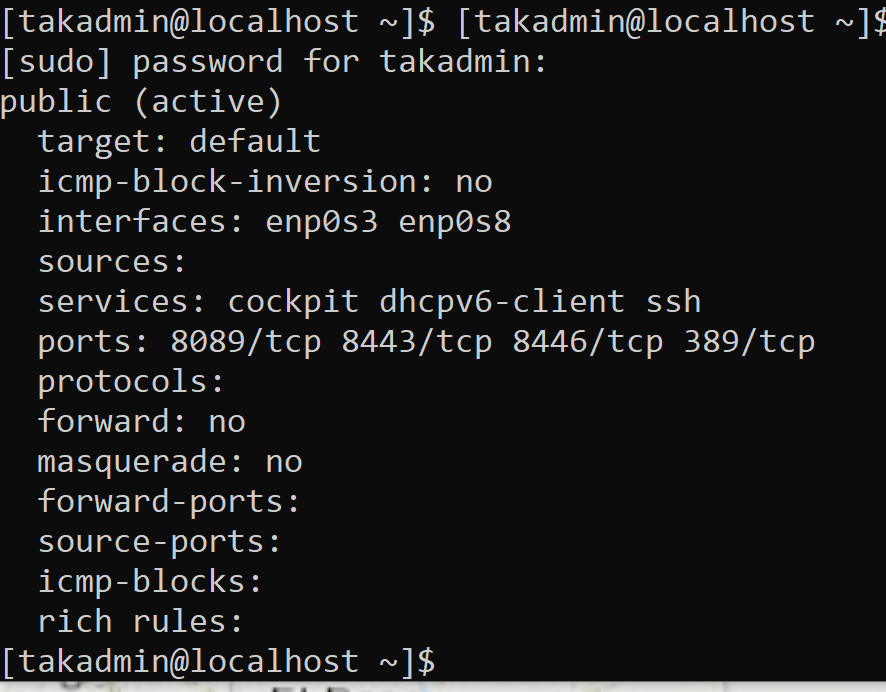 [takadmin@localhost ~]$ [takadmin@localhost ~]$
[sudo] password for takadmin:
public (active)
  target: default
  icmp-block-inversion: no
  interfaces: enp0s3 enp0s8
  sources:
  services: cockpit dhcpv6-client ssh
  ports: 8089/tcp 8443/tcp 8446/tcp 389/tcp
  protocols:
  forward: no
  masquerade: no
  forward-ports:
  source-ports:
  icmp-blocks:
  rich rules:
[takadmin@localhost ~]$